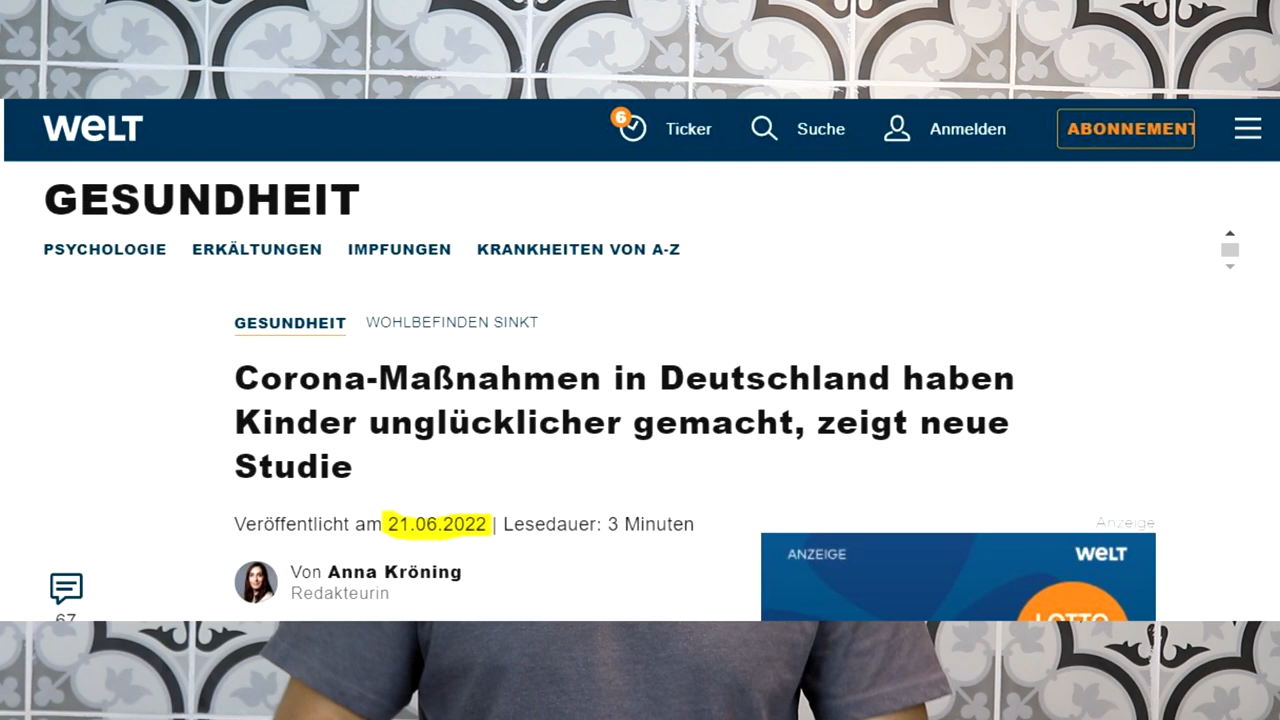 WELT
6
Ticker
Suche
Anmelden
ABONNEMENT
GESUNDHEIT
PSYCHOLOGIE ERKÄLTUNGEN IMPFUNGEN KRANKHEITEN VON A-Z
GESUNDHEIT WOHLBEFINDEN SINKT
Corona-Maßnahmen in Deutschland haben
Kinder unglücklicher gemacht, zeigt neue
Studie
Veröffentlicht am 21.06.2022 | Lesedauer: 3 Minuten
Anzeige
ANZEIGE
WELT
Von Anna Kröning
Redakteurin
LOTTO
67